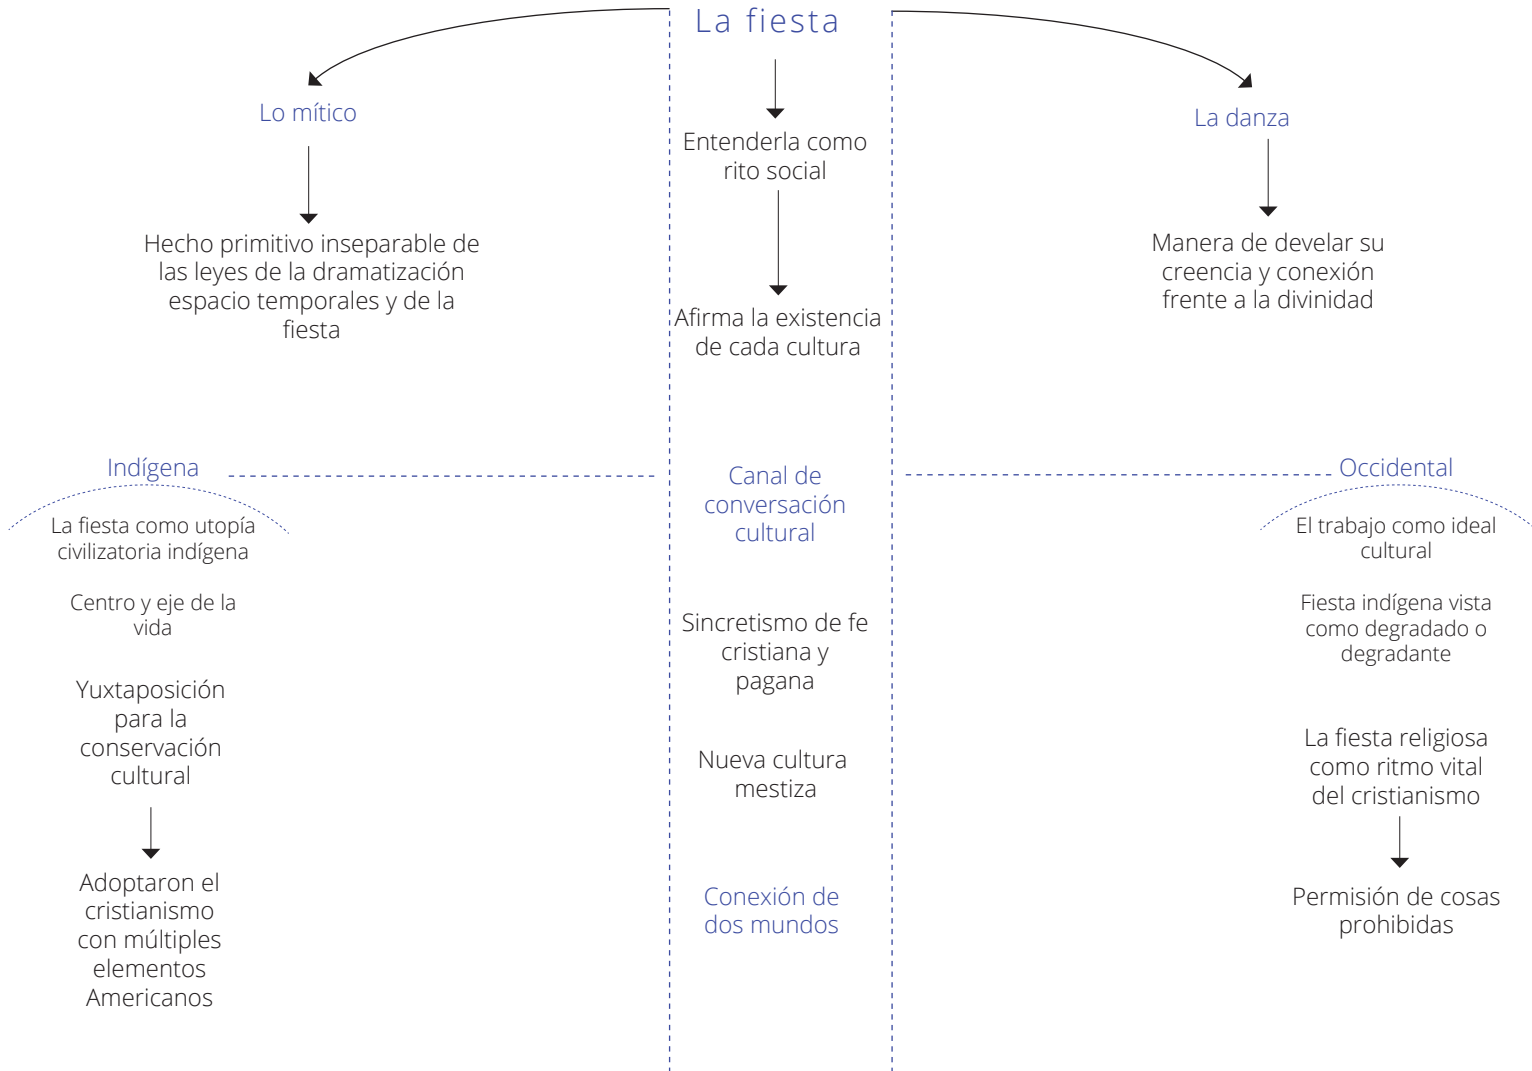 La fiesta
Lo mítico
Hecho primitivo inseparable de
las leyes de la dramatización
espacio temporales y de la
fiesta
Entenderla como
rito social
Afirma la existencia
de cada cultura
La danza
Manera de develar su
creencia y conexión
frente a la divinidad
Indígena
La fiesta como utopía
civilizatoria indígena
Centro y eje de la
vida
Yuxtaposición
para la
conservación
cultural
Adoptaron el
cristianismo
con múltiples
elementos
Americanos
Canal de
conversación
cultural
Sincretismo de fe
cristiana y
pagana
Nueva cultura
mestiza
Conexión de
dos mundos
Occidental
El trabajo como ideal
cultural
Fiesta indígena vista
como degradado o
degradante
La fiesta religiosa
como ritmo vital
del cristianismo
Permisión de cosas
prohibidas